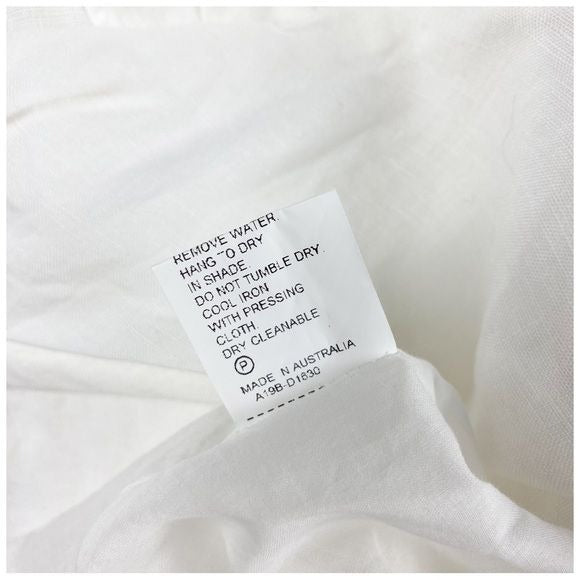 REMOVE WATER.
HANG TO DRY
IN SHADE
DO NOT TUMBLE DRY.
COOL IRON
WITH PRESSING
CLOTH.
DRY CLEANABLE
P
MADE IN AUSTRALIA
A19B-D1630